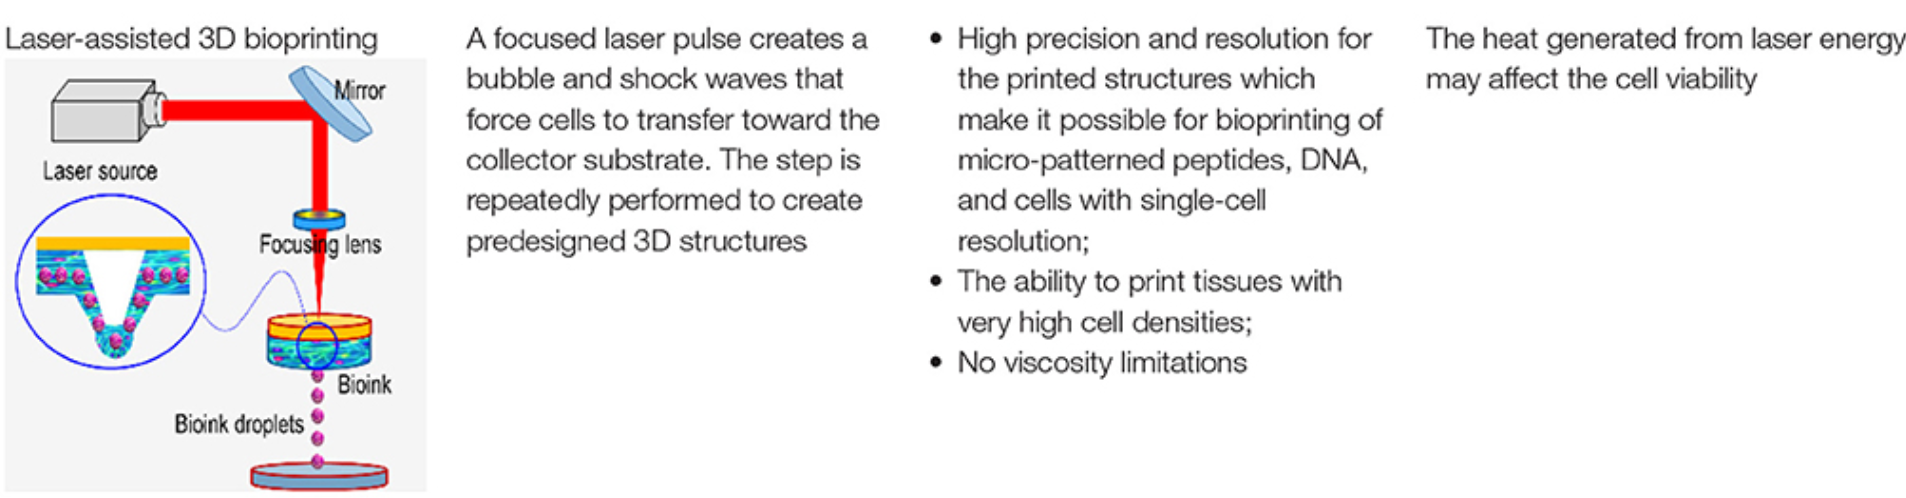 Laser-assisted 3D bioprinting
Mirror
Laser source
Focusing lens
Bioink
Bioink droplets
A focused laser pulse creates a
bubble and shock waves that
force cells to transfer toward the
collector substrate. The step is
repeatedly performed to create
predesigned 3D structures
• High precision and resolution for
the printed structures which
make it possible for bioprinting of
micro-patterned peptides, DNA,
and cells with single-cell
resolution;
• The ability to print tissues with
very high cell densities;
• No viscosity limitations
The heat generated from laser energy
may affect the cell viability